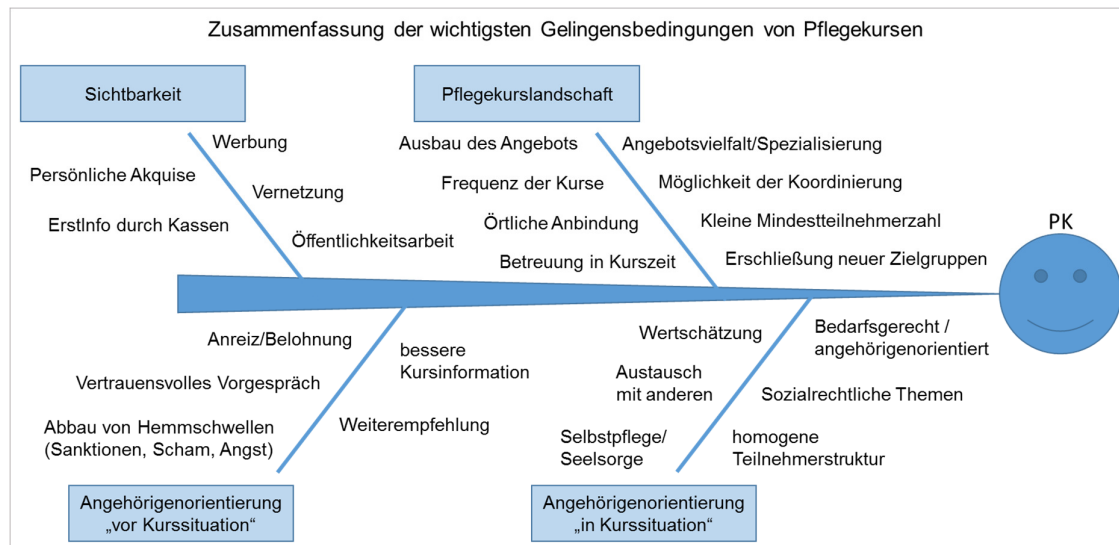 Zusammenfassung der wichtigsten Gelingensbedingungen von Pflegekursen
Sichtbarkeit
Werbung
Persönliche Akquise
Vernetzung
ErstInfo durch Kassen
Öffentlichkeitsarbeit
Pflegekurslandschaft
Ausbau des Angebots
Angebotsvielfalt/Spezialisierung
Frequenz der Kurse
Möglichkeit der Koordinierung
Örtliche Anbindung
Kleine Mindestteilnehmerzahl
Betreuung in Kurszeit
Erschließung neuer Zielgruppen
PK
Anreiz/Belohnung
bessere
Kursinformation
Vertrauensvolles Vorgespräch
Weiterempfehlung
Abbau von Hemmschwellen
(Sanktionen, Scham, Angst)
Angehörigenorientierung
„vor Kurssituation“
Wertschätzung
Bedarfsgerecht /
angehörigenorientiert
Austausch
mit anderen
Sozialrechtliche Themen
Selbstpflege/
Seelsorge
homogene
Teilnehmerstruktur
Angehörigenorientierung
„in Kurssituation“